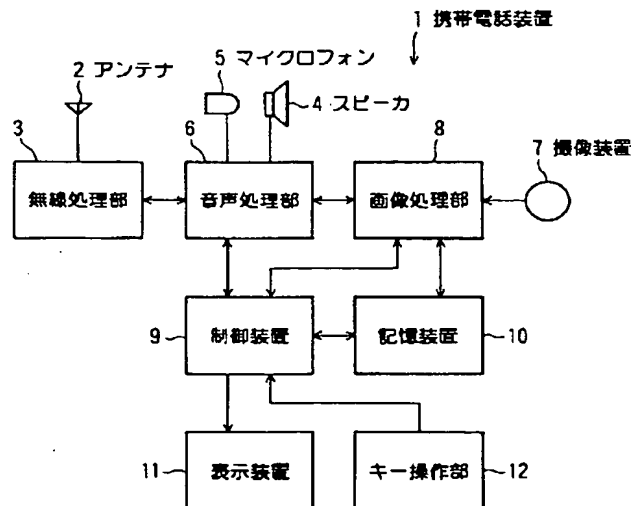 1 携帯電話装置
5 マイクロフォン
2 アンテナ
4 スピーカ
3
6
8
7 撮像装置
無線処理部
音声処理部
画像処理部
9
制御装置
記憶装置
10
11
表示装置
キー操作部
12